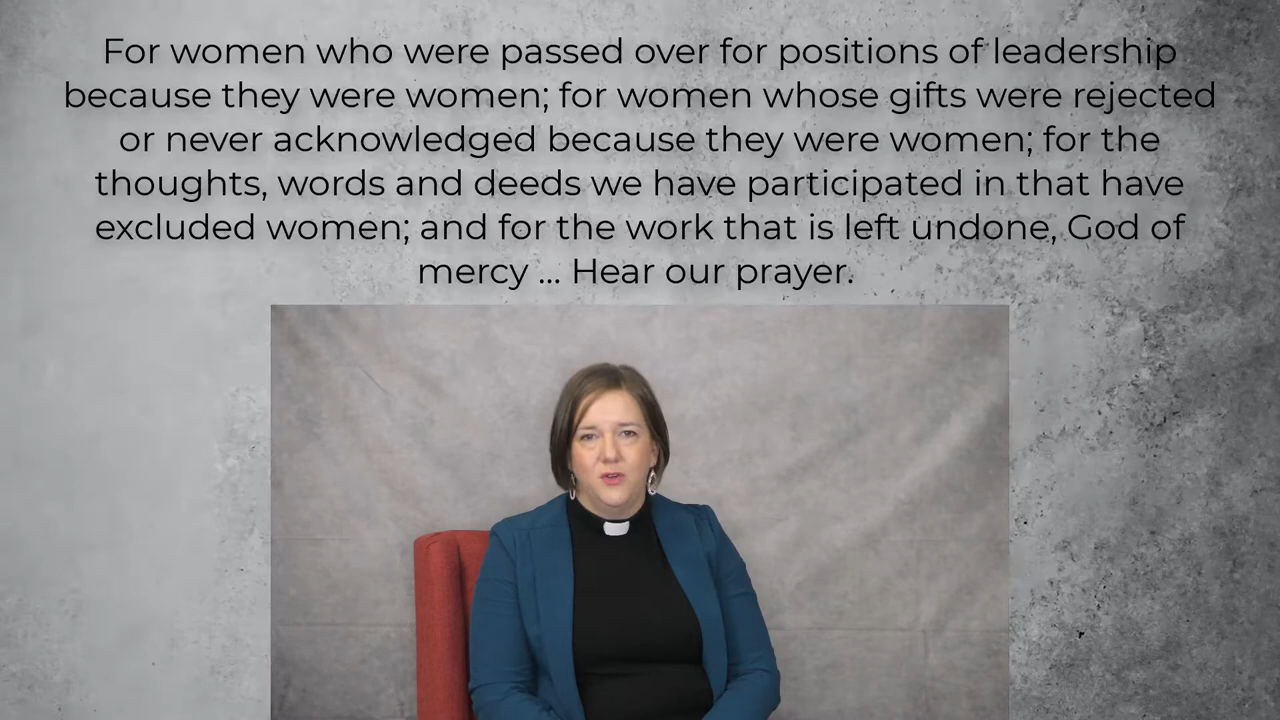 For women who were passed over for positions of leadership
because they were women; for women whose gifts were rejected
or never acknowledged because they were women; for the
thoughts, words and deeds we have participated in that have
excluded women; and for the work that is left undone, God of
mercy ... Hear our prayer.